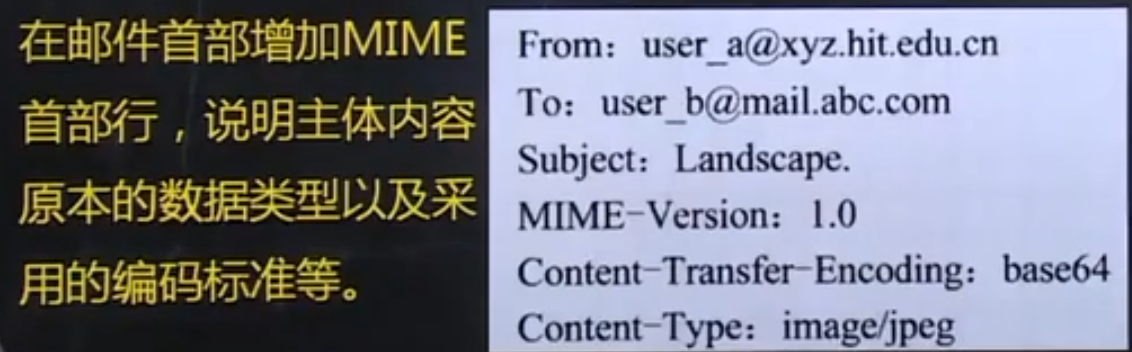 在邮件首部增加MIME
首部行，说明主体内容
原本的数据类型以及采
用的编码标准等。
From：user_a@xyz.hit.edu.cn
To：user_b@mail.abc.com
Subject：Landscape.
MIME-Version：1.0
Content-Transfer-Encoding：base64
Content-Type：image/jpeg